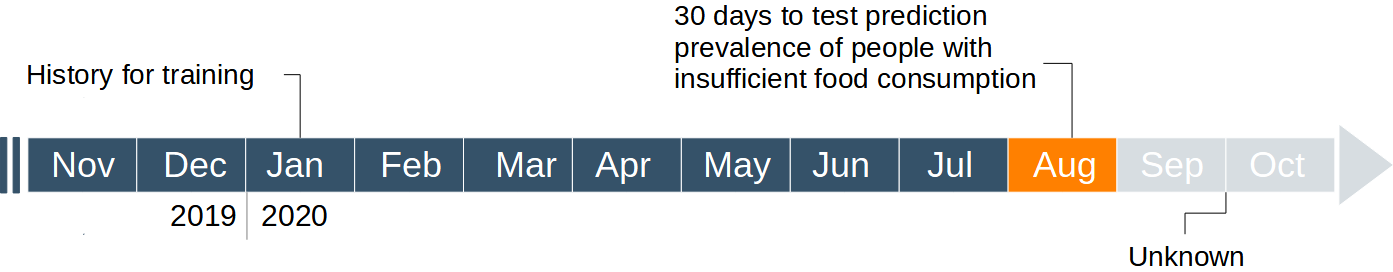 30 days to test prediction
prevalence of people with
insufficient food consumption
History for training
Nov Dec Jan Feb Mar Apr May Jun Jul Aug Sep Oct
2019 2020
Unknown